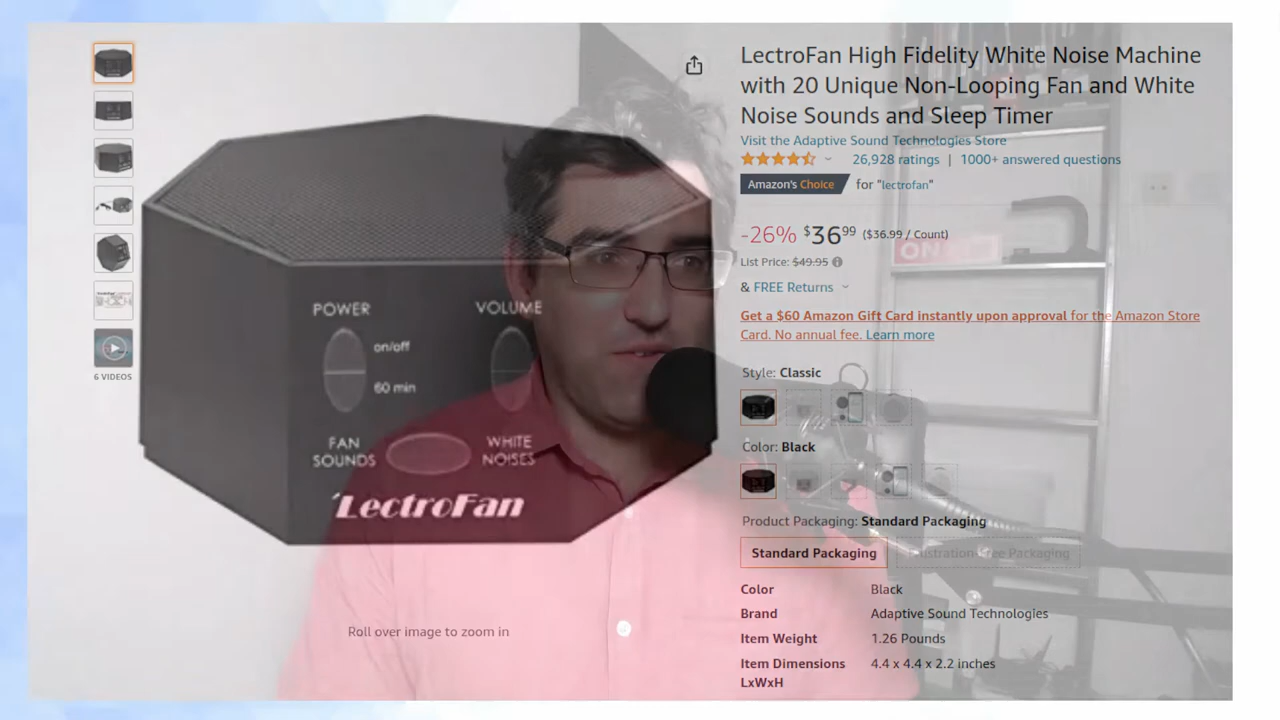 LectroFan High Fidelity White Noise Machine
with 20 Unique Non-Looping Fan and White
Noise Sounds and Sleep Timer
Visit the Adaptive Sound Technologies Store
26,928 ratings | 1000+ answered questions
Amazon's Choice for "lectrofan"
-26% $36⁹⁹ ($36.99 / Count)
List Price: $49.95
& FREE Returns
Get a $60 Amazon Gift Card instantly upon approval for the Amazon Store
Card. No annual fee. Learn more
Style: Classic
Color: Black
Product Packaging: Standard Packaging
Standard Packaging
Frustration-Free Packaging
Color Black
Brand Adaptive Sound Technologies
Item Weight 1.26 Pounds
Item Dimensions 4.4 x 4.4 x 2.2 inches
LxWxH
6 VIDEOS
POWER
VOLUME
on/off
60 min
FAN
SOUNDS
WHITE
NOISES
LectroFan
Roll over image to zoom in
ON